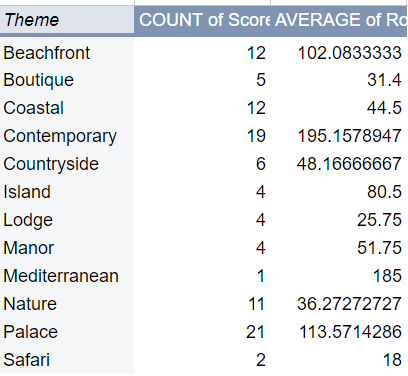 Theme COUNT of Score AVERAGE of Ro
Beachfront 12 102.0833333
Boutique 5 31.4
Coastal 12 44.5
Contemporary 19 195.1578947
Countryside 6 48.16666667
Island 4 80.5
Lodge 4 25.75
Manor 4 51.75
Mediterranean 1 185
Nature 11 36.27272727
Palace 21 113.5714286
Safari 2 18